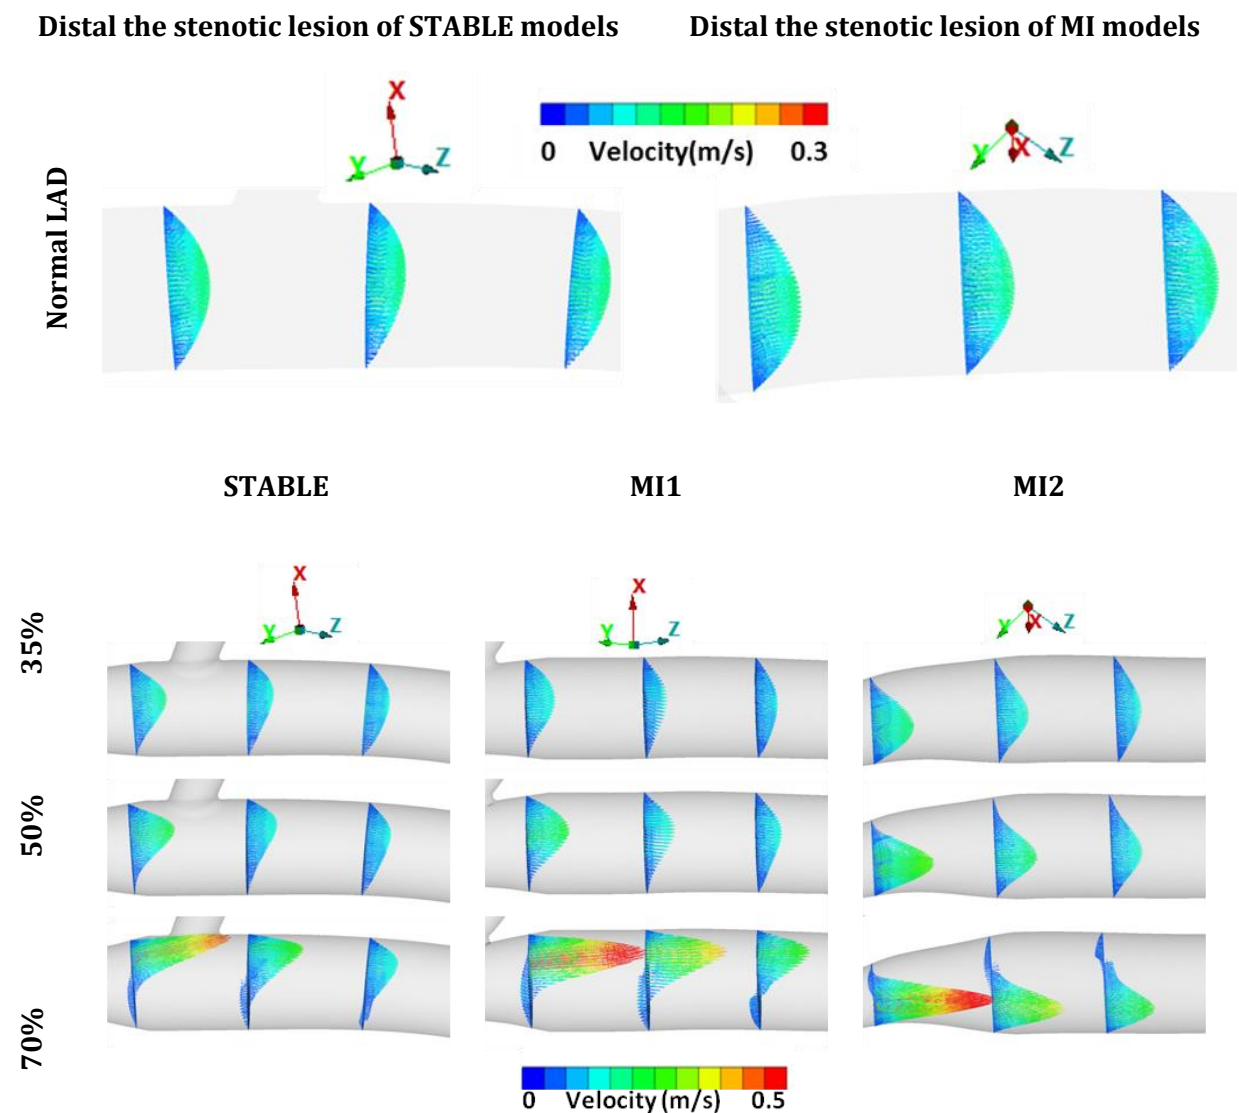 Distal the stenotic lesion of STABLE models
Distal the stenotic lesion of MI models
X
Y
Z
0 Velocity(m/s) 0.3
Y
X
Z
Normal LAD
STABLE
MI1
MI2
X
Y
Z
X
Y
Z
Y
X
Z
35%
50%
70%
0 Velocity (m/s) 0.5